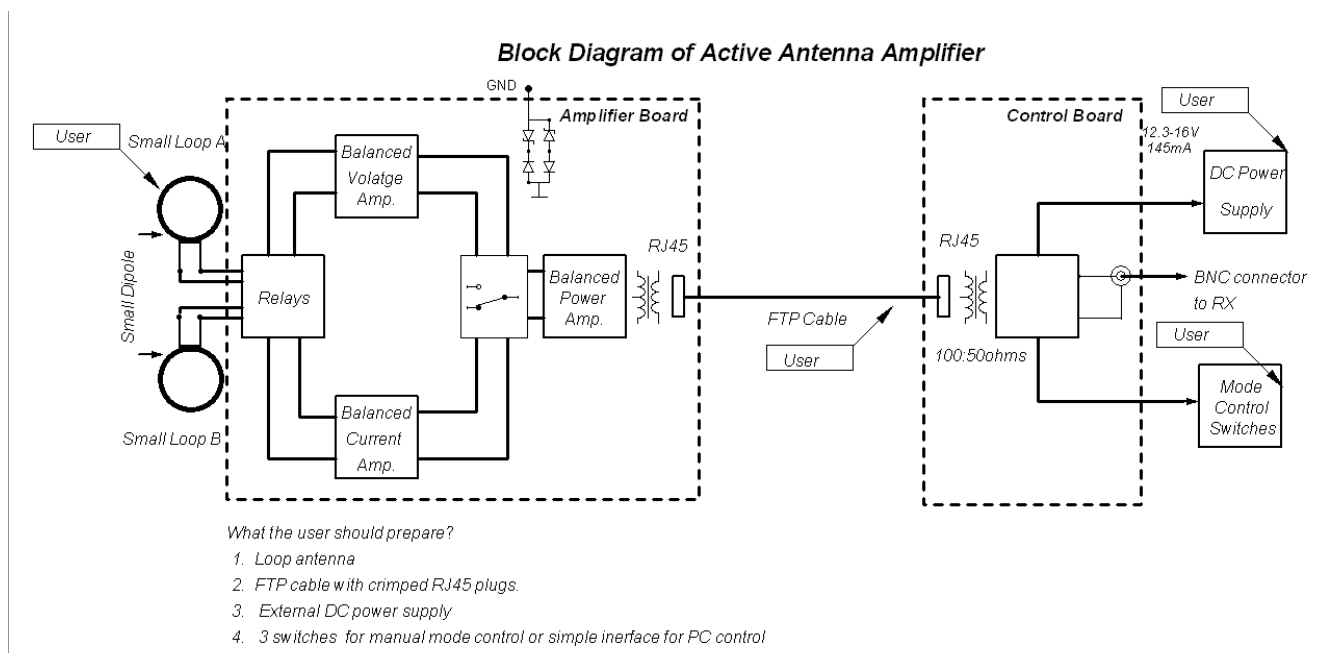 Block Diagram of Active Antenna Amplifier
GND
User
Small Loop A
Amplifier Board
Control Board
User
12.3-16V
145mA
Balanced
Volatge
Amp.
DC Power
Supply
Small Dipole
Relays
RJ45
Balanced
Power
Amp.
RJ45
BNC connector
to RX
FTP Cable
User
100:50ohms
User
Small Loop B
Balanced
Current
Amp.
Mode
Control
Switches
What the user should prepare?
1. Loop antenna
2. FTP cable with crimped RJ45 plugs.
3. External DC power supply
4. 3 switches for manual mode control or simple inerface for PC control